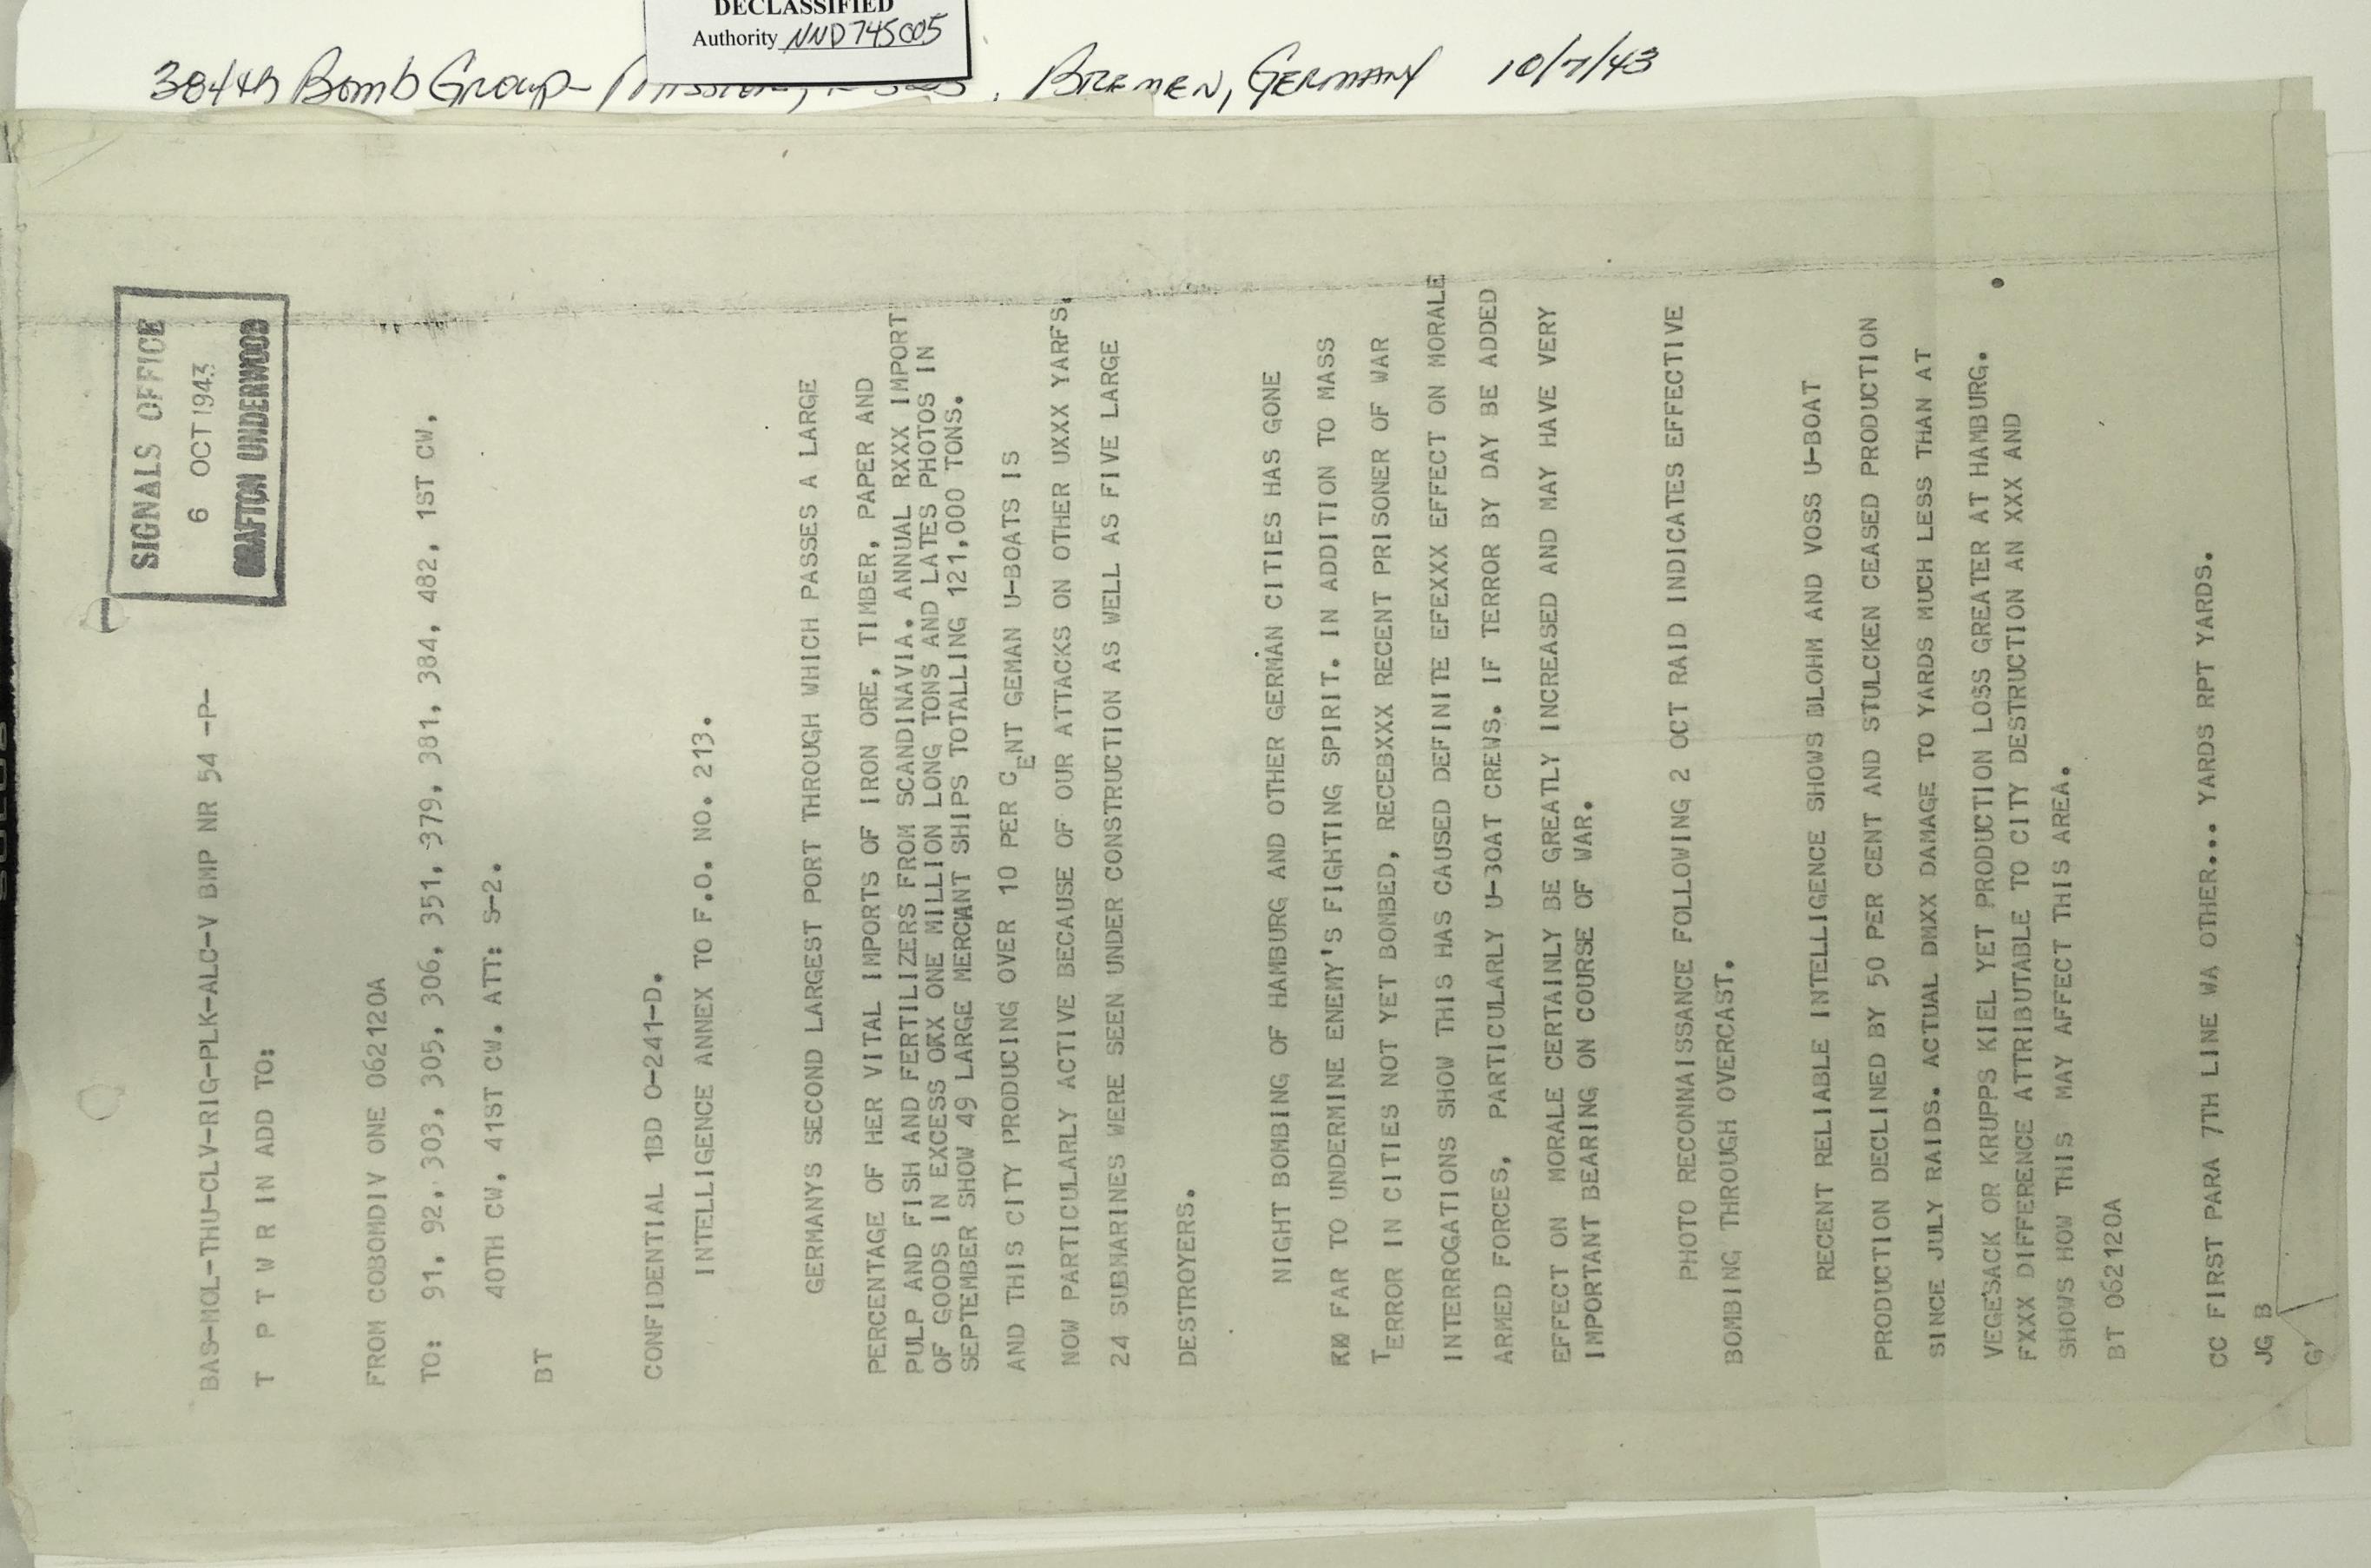 DECLASSIFIED
Authority NND745005
384th Bomb Group- Bremen, Germany 10/7/43
SIGNALS OFFICE
6 OCT 1943
GRAFTON UNDERWOOD
BAS-MOL-THU-CLV-RIG-PLK-ALC-V BMP NR 54 -P-
T P T W R IN ADD TO:
FROM COBOMDIV ONE 062120A
TO: 91, 92, 303, 305, 306, 351, 379, 381, 384, 482, 1ST CW,
40TH CW, 41ST CW. ATT: S-2.
BT
CONFIDENTIAL 1BD O-241-D.
INTELLIGENCE ANNEX TO F.O. NO. 213.
GERMANYS SECOND LARGEST PORT THROUGH WHICH PASSES A LARGE
PERCENTAGE OF HER VITAL IMPORTS OF IRON ORE, TIMBER, PAPER AND
PULP AND FISH AND FERTILIZERS FROM SCANDINAVIA. ANNUAL RXXX IMPORT
OF GOODS IN EXCESS ORX ONE MILLION LONG TONS AND LATES PHOTOS IN
SEPTEMBER SHOW 49 LARGE MERCHANT SHIPS TOTALLING 121,000 TONS.
AND THIS CITY PRODUCING OVER 10 PER CENT GEMAN U-BOATS IS
NOW PARTICULARLY ACTIVE BECAUSE OF OUR ATTACKS ON OTHER UXXX YARFS.
24 SUBMARINES WERE SEEN UNDER CONSTRUCTION AS WELL AS FIVE LARGE
DESTROYERS.
NIGHT BOMBING OF HAMBURG AND OTHER GERMAN CITIES HAS GONE
FAR TO UNDERMINE ENEMY'S FIGHTING SPIRIT. IN ADDITION TO MASS
TERROR IN CITIES NOT YET BOMBED, RECEBXXX RECENT PRISONER OF WAR
INTERROGATIONS SHOW THIS HAS CAUSED DEFINITE EFEXXX EFFECT ON MORALE
ARMED FORCES, PARTICULARLY U-3OAT CREWS. IF TERROR BY DAY BE ADDED
EFFECT ON MORALE CERTAINLY BE GREATLY INCREASED AND MAY HAVE VERY
IMPORTANT BEARING ON COURSE OF WAR.
PHOTO RECONNAISSANCE FOLLOWING 2 OCT RAID INDICATES EFFECTIVE
BOMBING THROUGH OVERCAST.
RECENT RELIABLE INTELLIGENCE SHOWS BLOHM AND VOSS U-BOAT
PRODUCTION DECLINED BY 50 PER CENT AND STULCKEN CEASED PRODUCTION
SINCE JULY RAIDS. ACTUAL DMXX DAMAGE TO YARDS MUCH LESS THAN AT
VEGESACK OR KRUPPS KIEL YET PRODUCTION LOSS GREATER AT HAMBURG.
FXXX DIFFERENCE ATTRIBUTABLE TO CITY DESTRUCTION AN XXX AND
SHOWS HOW THIS MAY AFFECT THIS AREA.
BT 062120A
CC FIRST PARA 7TH LINE WA OTHER... YARDS RPT YARDS.
JG B
G'